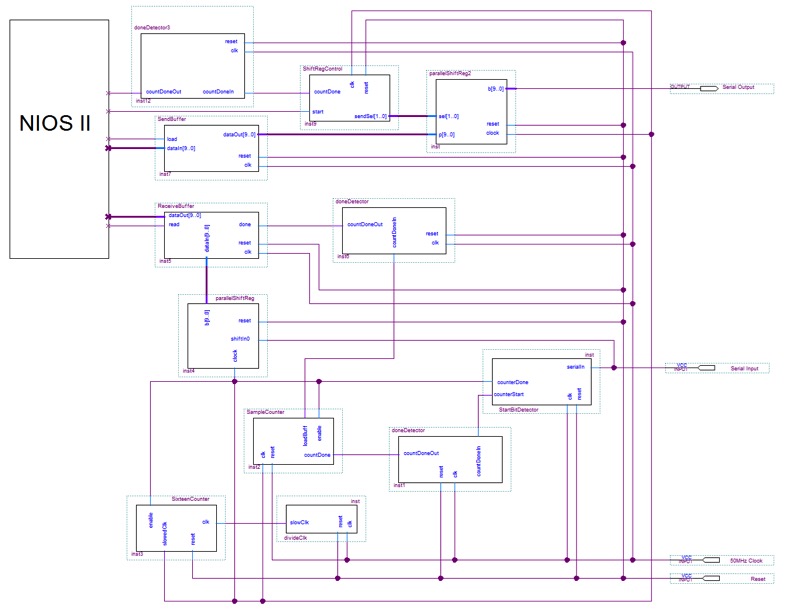 NIOS II
doneDetector3
reset
clk
countDoneOut countDoneIn
inst12
ShiftRegControl
clk
reset
countDone
start
sendSel[1..0]
inst9
parallelShiftReg2
b[9..0]
sel[1..0]
reset
p[9..0]
clock
inst
OUTPUT Serial Output
SendBuffer
load
dataIn[9..0]
dataOut[9..0]
reset
clk
inst7
ReceiveBuffer
dataOut[9..0]
read
dataIn[9..0]
done
reset
clk
inst5
doneDetector
countDoneOut
countDoneIn
reset
clk
parallelShiftReg
b[9..0]
reset
shiftIn0
clock
inst4
inst
serialIn
counterDone
counterStart
clk
reset
StartBitDetector
VCC
INPUT
Serial Input
SampleCounter
loadBuff
enable
clk
reset
countDone
inst2
doneDetector
countDoneOut
countDoneIn
reset
clk
inst1
SixteenCounter
enable
slowedClk
reset
clk
inst3
inst
slowClk
reset
clk
divideClk
VCC
INPUT
50MHz Clock
VCC
INPUT
Reset